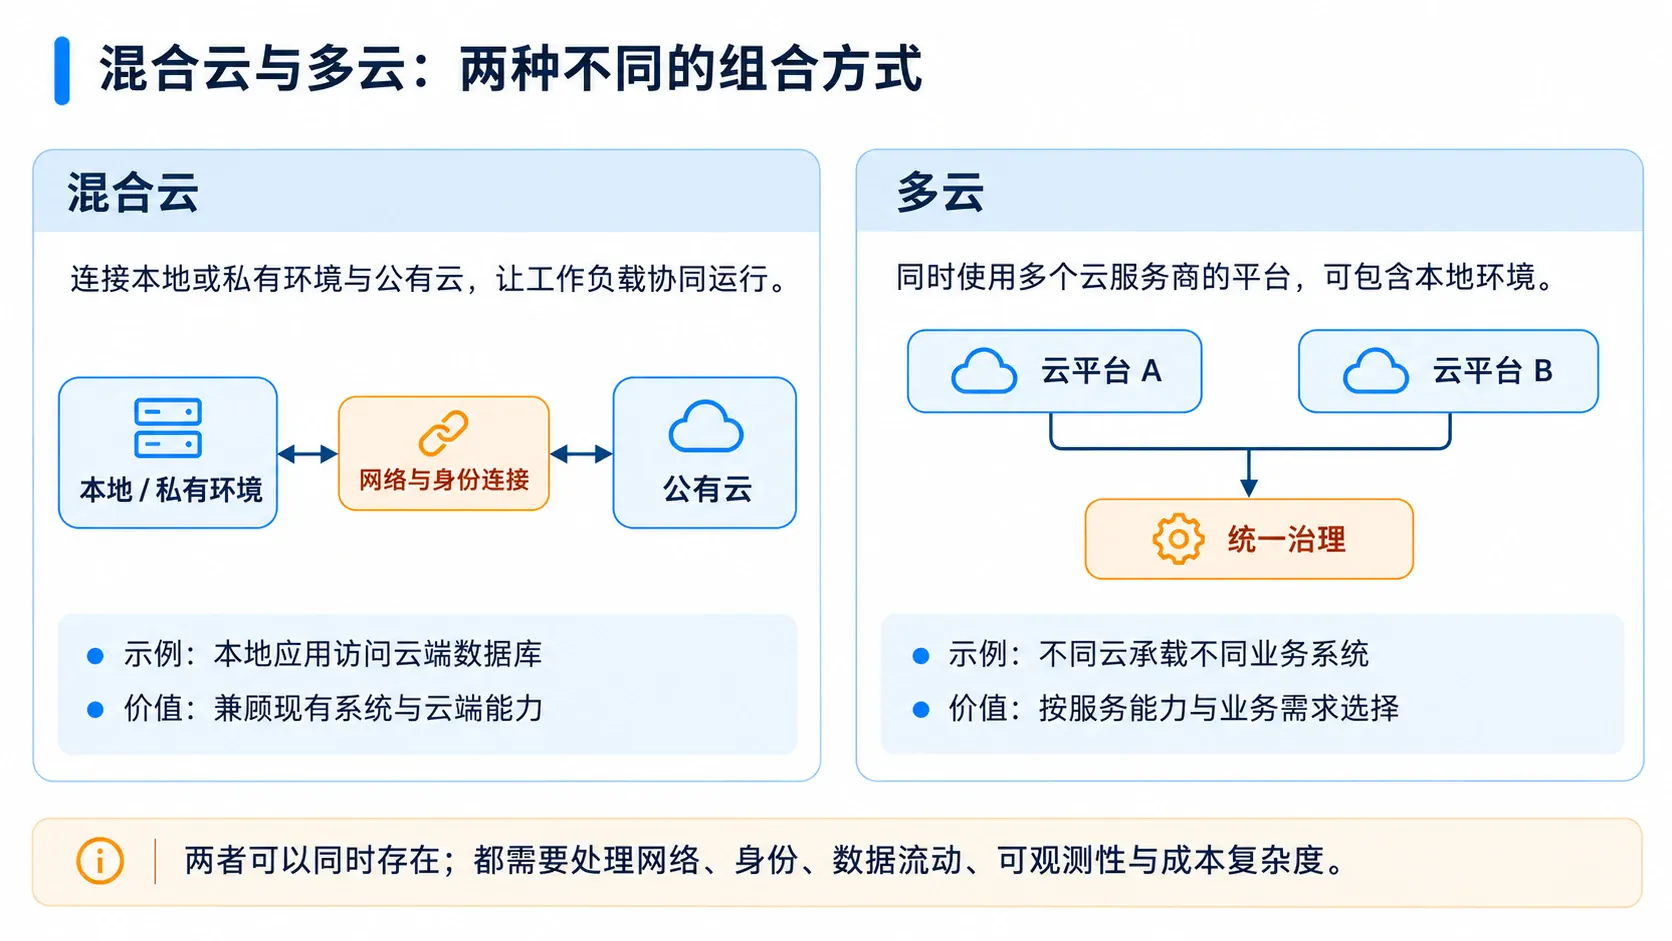 混合云与多云：两种不同的组合方式
混合云
连接本地或私有环境与公有云，让工作负载协同运行。
本地 / 私有环境
网络与身份连接
公有云
示例：本地应用访问云端数据库
价值：兼顾现有系统与云端能力
多云
同时使用多个云服务商的平台，可包含本地环境。
云平台 A
云平台 B
统一治理
示例：不同云承载不同业务系统
价值：按服务能力与业务需求选择
两者可以同时存在；都需要处理网络、身份、数据流动、可观测性与成本复杂度。